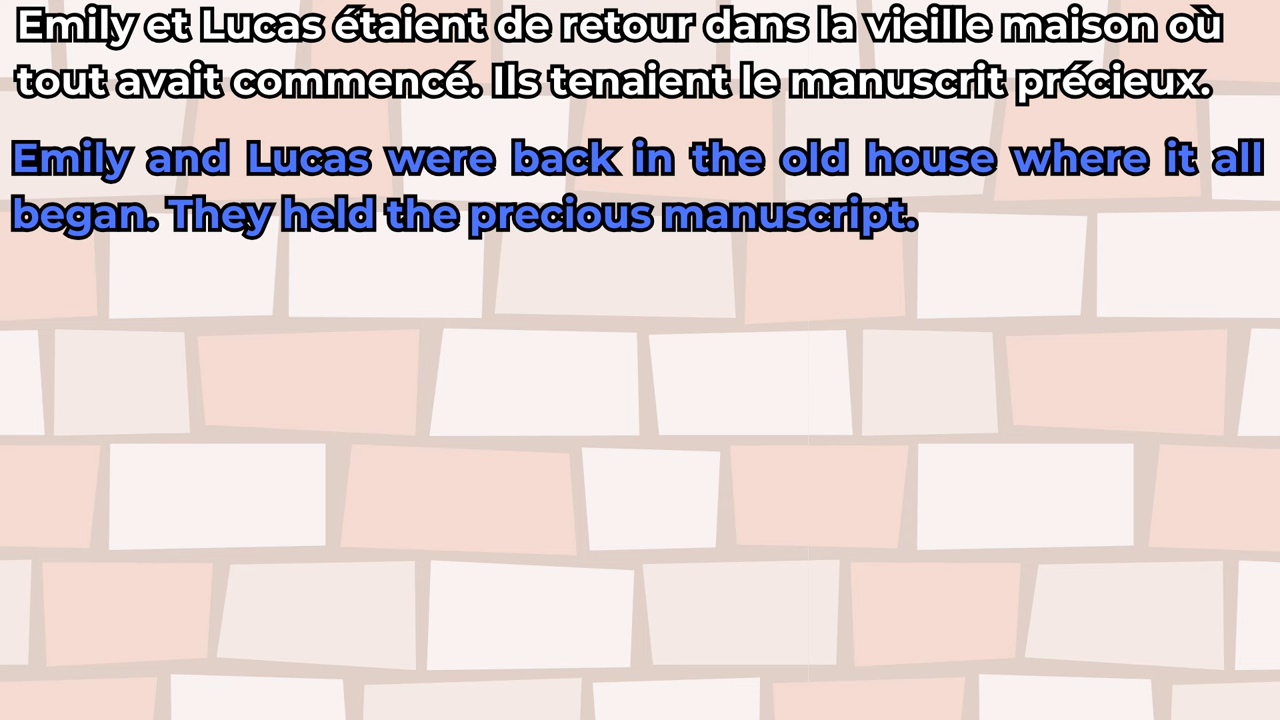 Emily et Lucas étaient de retour dans la vieille maison où
tout avait commencé. Ils tenaient le manuscrit précieux.
Emily and Lucas were back in the old house where it all
began. They held the precious manuscript.